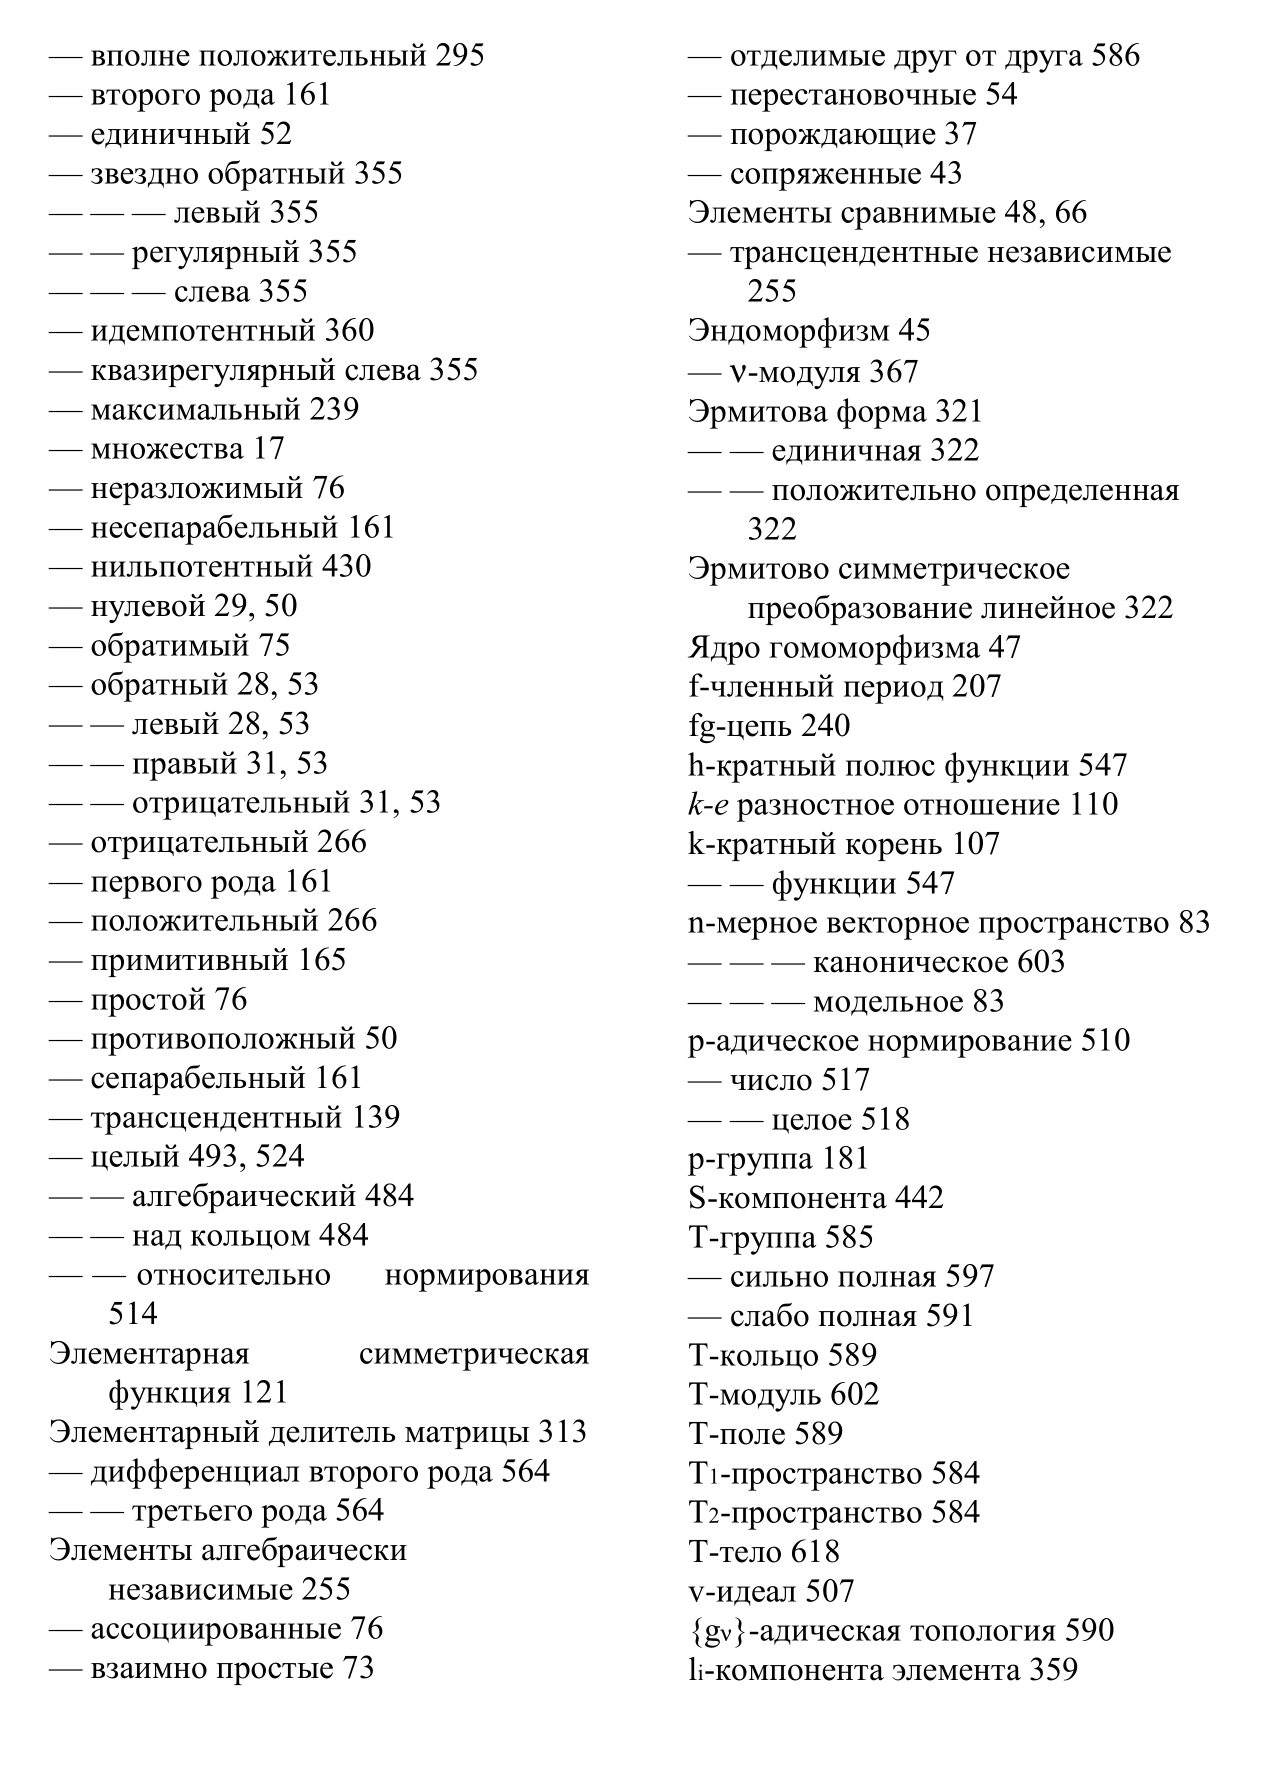 — вполне положительный 295
— второго рода 161
— единичный 52
— звездно обратный 355
— — — левый 355
— — регулярный 355
— — — слева 355
— идемпотентный 360
— квазирегулярный слева 355
— максимальный 239
— множества 17
— неразложимый 76
— несепарабельный 161
— нильпотентный 430
— нулевой 29, 50
— обратимый 75
— обратный 28, 53
— — левый 28, 53
— — правый 31, 53
— — отрицательный 31, 53
— отрицательный 266
— первого рода 161
— положительный 266
— примитивный 165
— простой 76
— противоположный 50
— сепарабельный 161
— трансцендентный 139
— целый 493, 524
— — алгебраический 484
— — над кольцом 484
— — относительно нормирования
514
Элементарная симметрическая
функция 121
Элементарный делитель матрицы 313
— дифференциал второго рода 564
— — третьего рода 564
Элементы алгебраически
независимые 255
— ассоциированные 76
— взаимно простые 73
— отделимые друг от друга 586
— перестановочные 54
— порождающие 37
— сопряженные 43
Элементы сравнимые 48, 66
— трансцендентные независимые
255
Эндоморфизм 45
— ν-модуля 367
Эрмитова форма 321
— — единичная 322
— — положительно определенная
322
Эрмитово симметрическое
преобразование линейное 322
Ядро гомоморфизма 47
f-членный период 207
fg-цепь 240
h-кратный полюс функции 547
k-е разностное отношение 110
k-кратный корень 107
— — функции 547
n-мерное векторное пространство 83
— — — каноническое 603
— — — модельное 83
p-адическое нормирование 510
— число 517
— — целое 518
p-группа 181
S-компонента 442
T-группа 585
— сильно полная 597
— слабо полная 591
T-кольцо 589
T-модуль 602
T-поле 589
T1-пространство 584
T2-пространство 584
T-тело 618
v-идеал 507
{gν}-адическая топология 590
li-компонента элемента 359